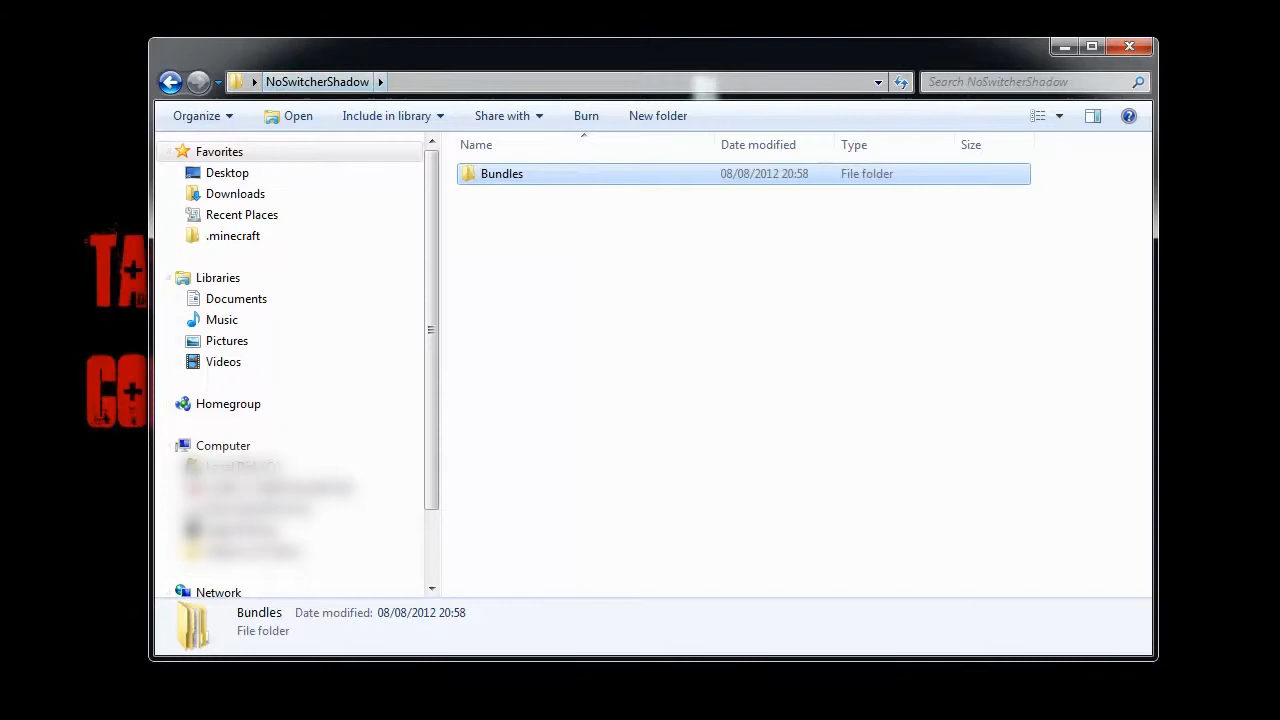 NoSwitcherShadow
Search NoSwitcherShadow
Organize Open Include in library Share with Burn New folder
Favorites
Desktop
Downloads
Recent Places
.minecraft
Libraries
Documents
Music
Pictures
Videos
Homegroup
Computer
Network
Name Date modified Type Size
Bundles 08/08/2012 20:58 File folder
Bundles Date modified: 08/08/2012 20:58
File folder
TA
CO